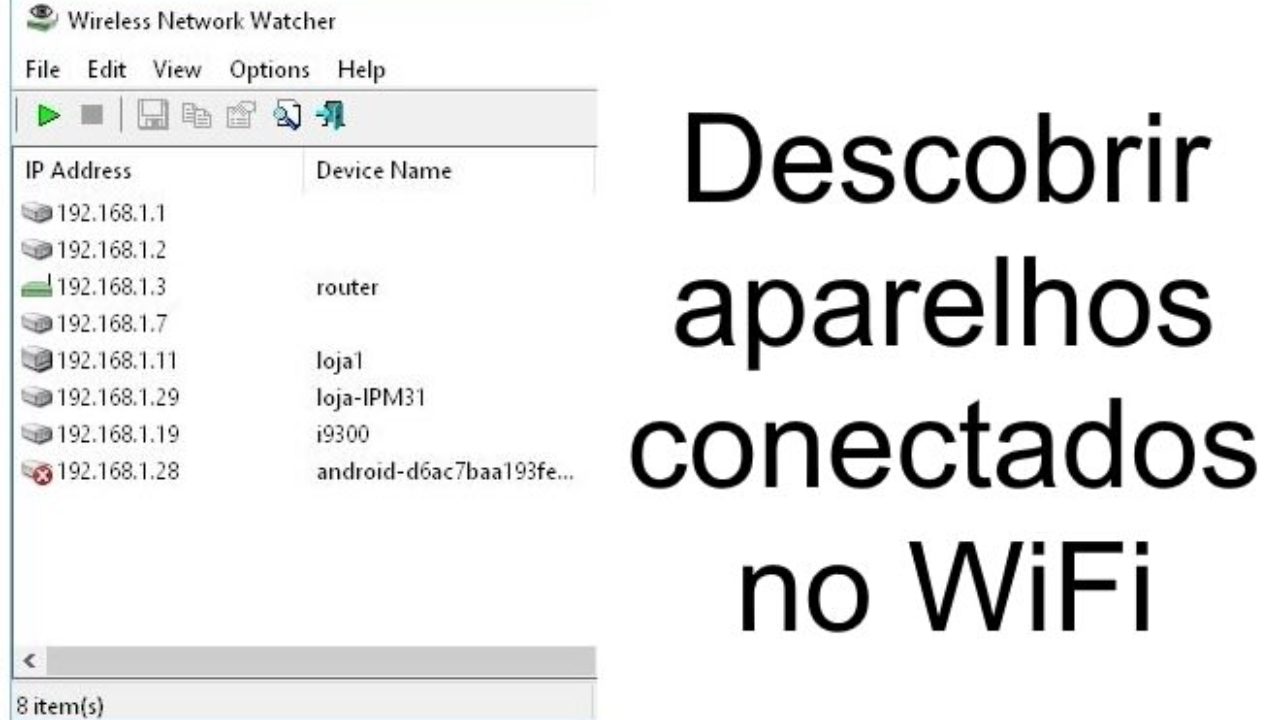 Wireless Network Watcher
File Edit View Options Help
IP Address Device Name
192.168.1.1
192.168.1.2
192.168.1.3 router
192.168.1.7
192.168.1.11 loja1
192.168.1.29 loja-IPM31
192.168.1.19 i9300
192.168.1.28 android-d6ac7baa193fe...
8 item(s)
Descobrir
aparelhos
conectados
no WiFi